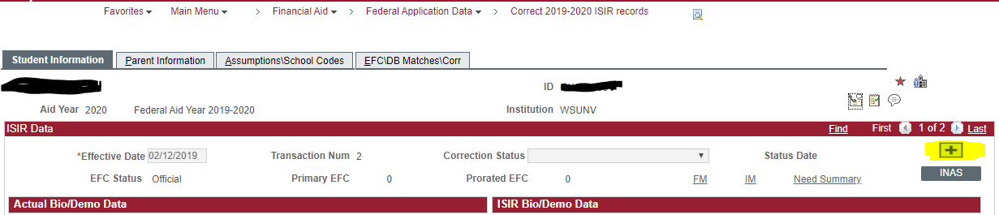 Favorites Main Menu > Financial Aid > Federal Application Data > Correct 2019-2020 ISIR records
Student Information Parent Information Assumptions\School Codes EFC\DB Matches\Corr
ID
Aid Year 2020 Federal Aid Year 2019-2020 Institution WSUNV
ISIR Data Find First 1 of 2 Last
*Effective Date 02/12/2019 Transaction Num 2 Correction Status Status Date
EFC Status Official Primary EFC 0 Prorated EFC 0 FM IM Need Summary INAS
Actual Bio/Demo Data ISIR Bio/Demo Data